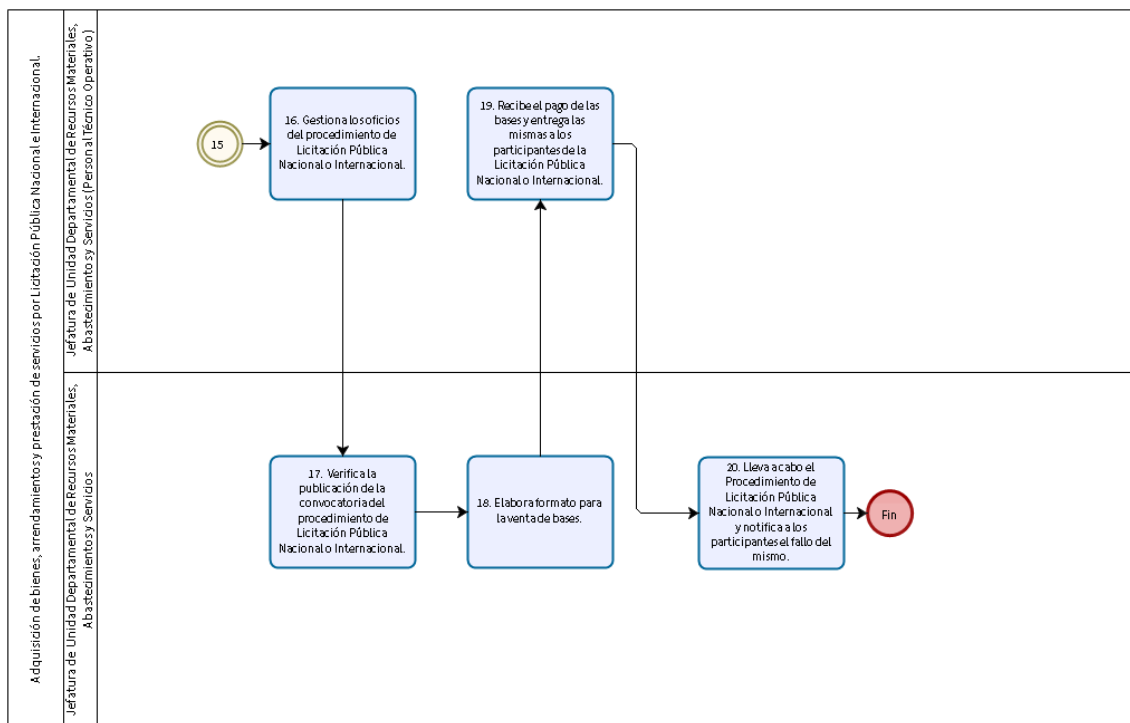 Adquisición de bienes, arrendamientos y prestación de servicios por Licitación Pública Nacional e Internacional.
Jefatura de Unidad Departamental de Recursos Materiales,
Abastecimiento y Servicios (Personal Técnico Operativo)
15
16. Gestiona los oficios
del procedimiento de
Licitación Pública
Nacional o Internacional.
19. Recibe el pago de las
bases y entrega las
mismas a los
participantes de la
Licitación Pública
Nacional o Internacional.
Jefatura de Unidad Departamental de Recursos Materiales,
Abastecimientos y Servicios
17. Verifica la
publicación de la
convocatoria del
procedimiento de
Licitación Pública
Nacional o Internacional.
18. Elabora formato para
la venta de bases.
20. Lleva a cabo el
Procedimiento de
Licitación Pública
Nacional o Internacional
y notifica a los
participantes el fallo del
mismo.
Fin